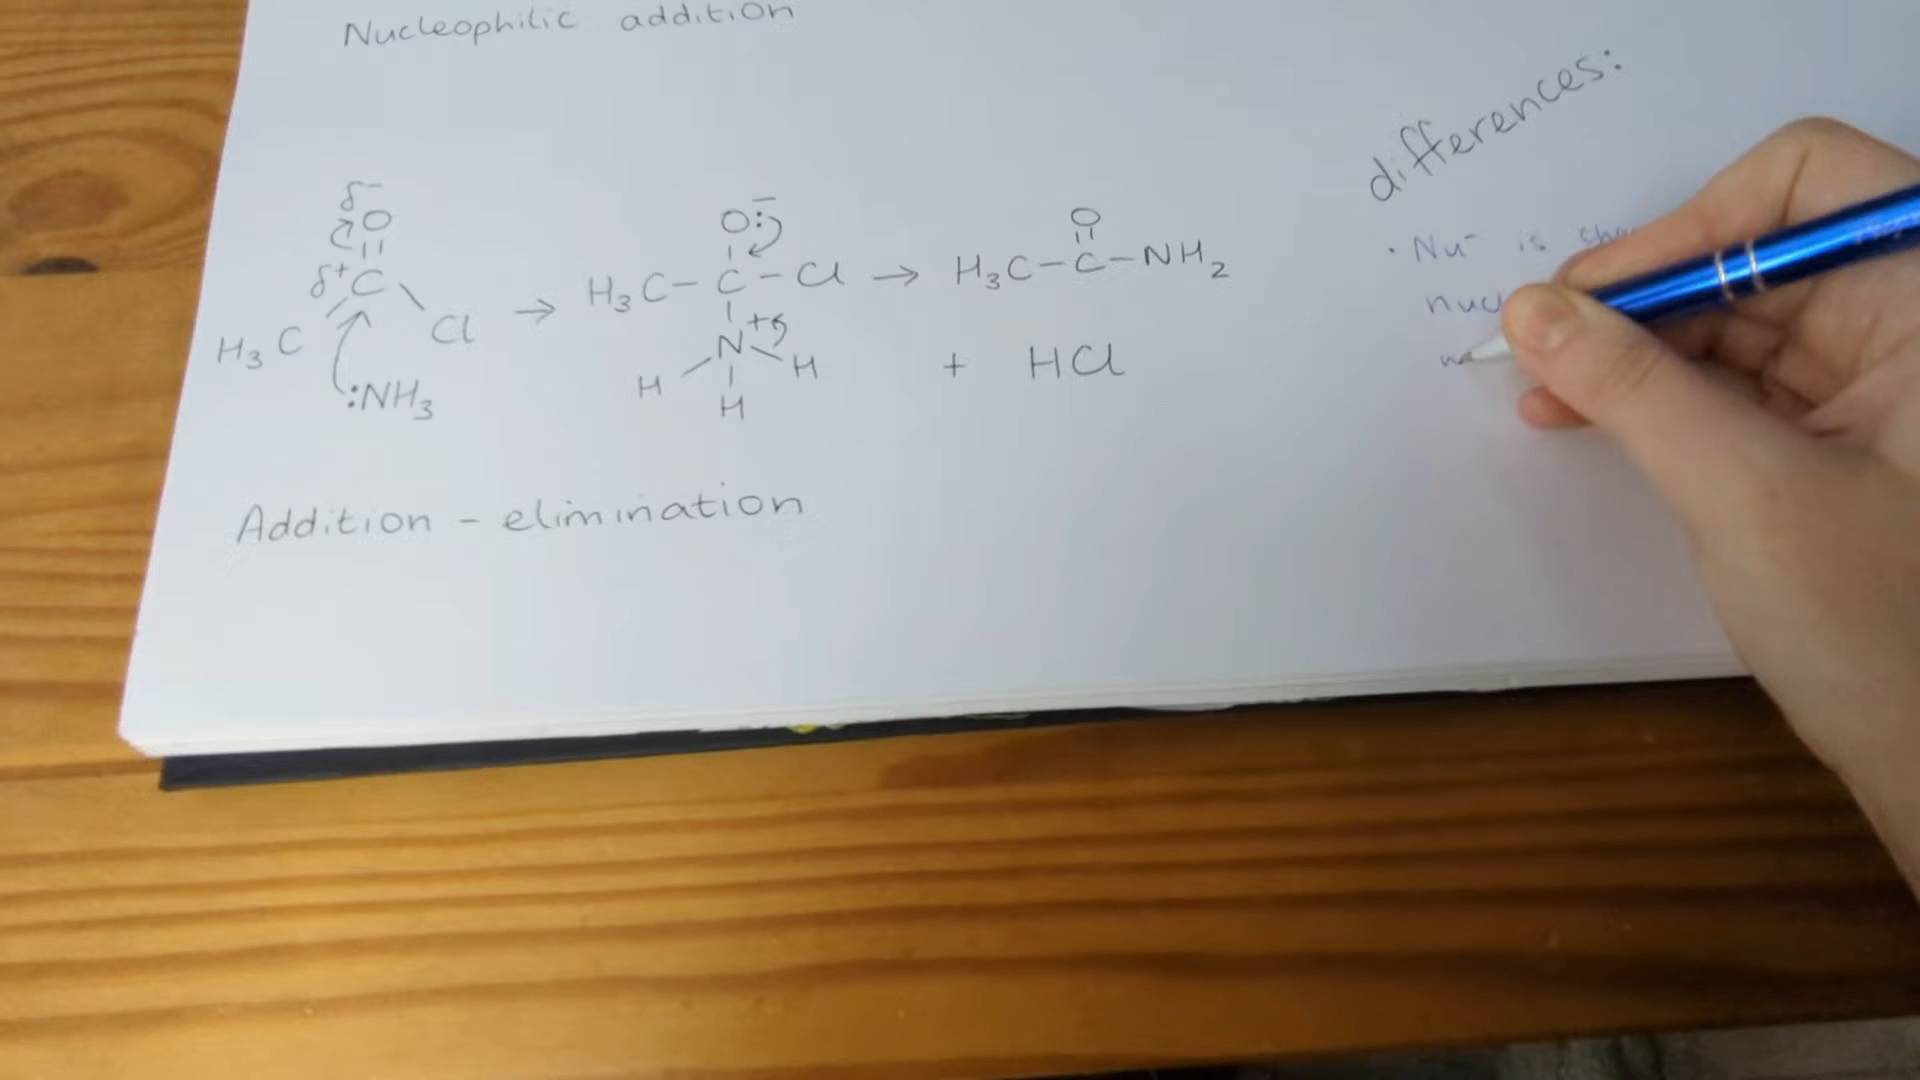 Nucleophilic addition
differences:
δ⁻
O
δ⁺ C
H₃C Cl
:NH₃
→
O:⁻
H₃C – C – Cl
N⁺
H H
H
→
O
H₃C – C – NH₂
+ HCl
· Nu⁻ is
Addition - elimination